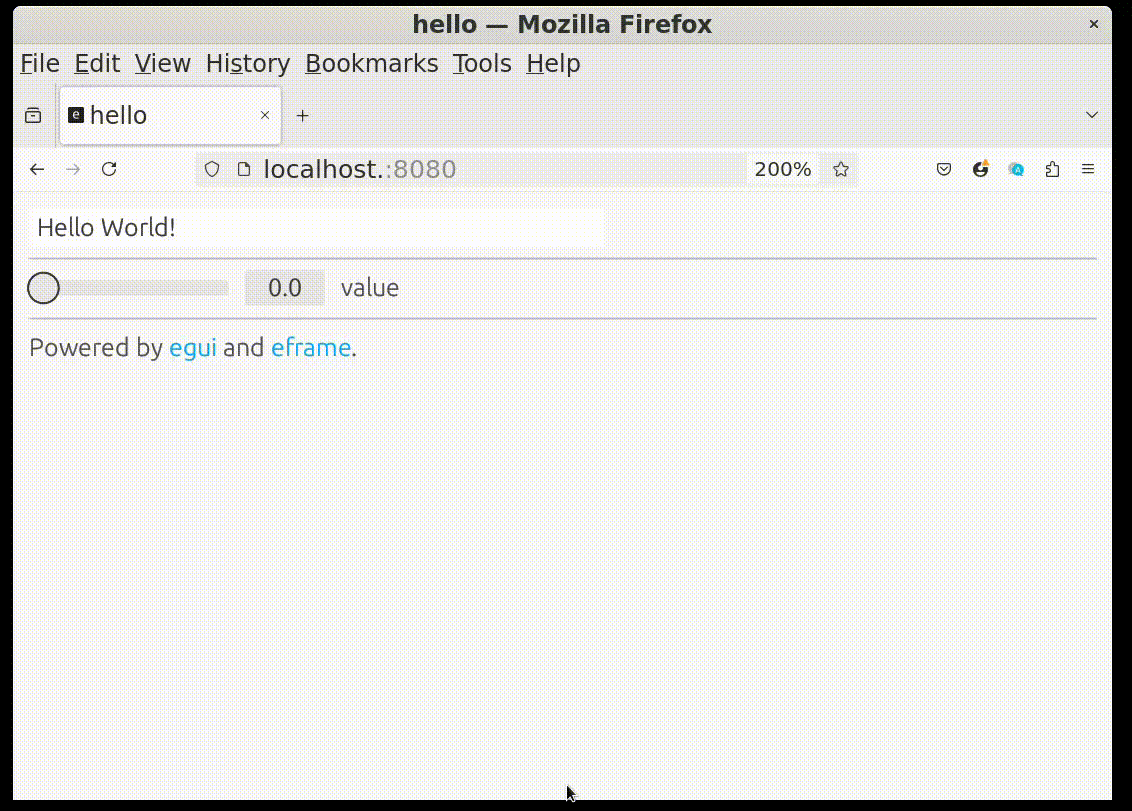 hello — Mozilla Firefox
File Edit View History Bookmarks Tools Help
e hello
localhost.:8080 200%
Hello World!
0.0 value
Powered by egui and eframe.